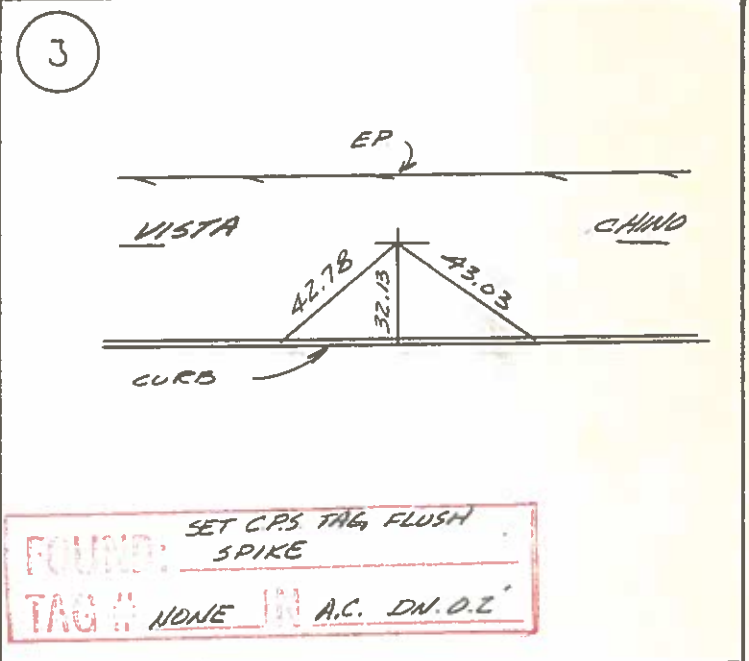 3
EP
VISTA
CHINO
42.78
32.13
43.03
CURB
SET C.P.S. TAG FLUSH
FOUND: SPIKE
TAG # NONE IN A.C. DN. 0.2'